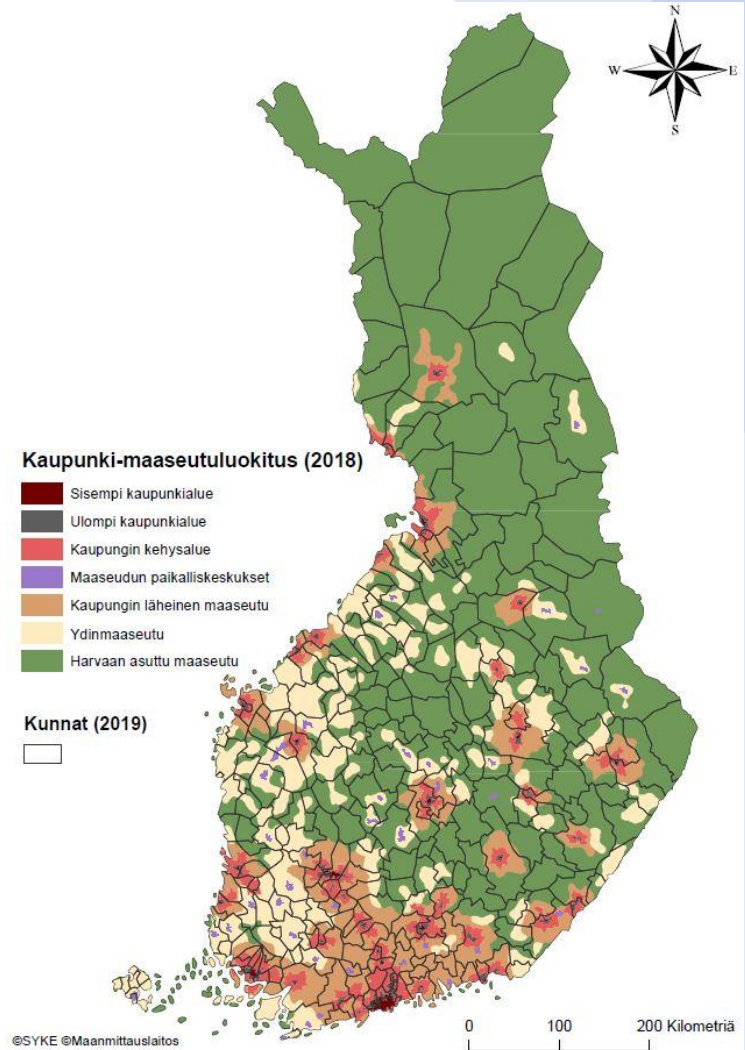 N
W E
S
Kaupunki-maaseutuluokitus (2018)
Sisempi kaupunkialue
Ulompi kaupunkialue
Kaupungin kehysalue
Maaseudun paikalliskeskukset
Kaupungin läheinen maaseutu
Ydinmaaseutu
Harvaan asuttu maaseutu
Kunnat (2019)
0 100 200 Kilometriä
©SYKE ©Maanmittauslaitos